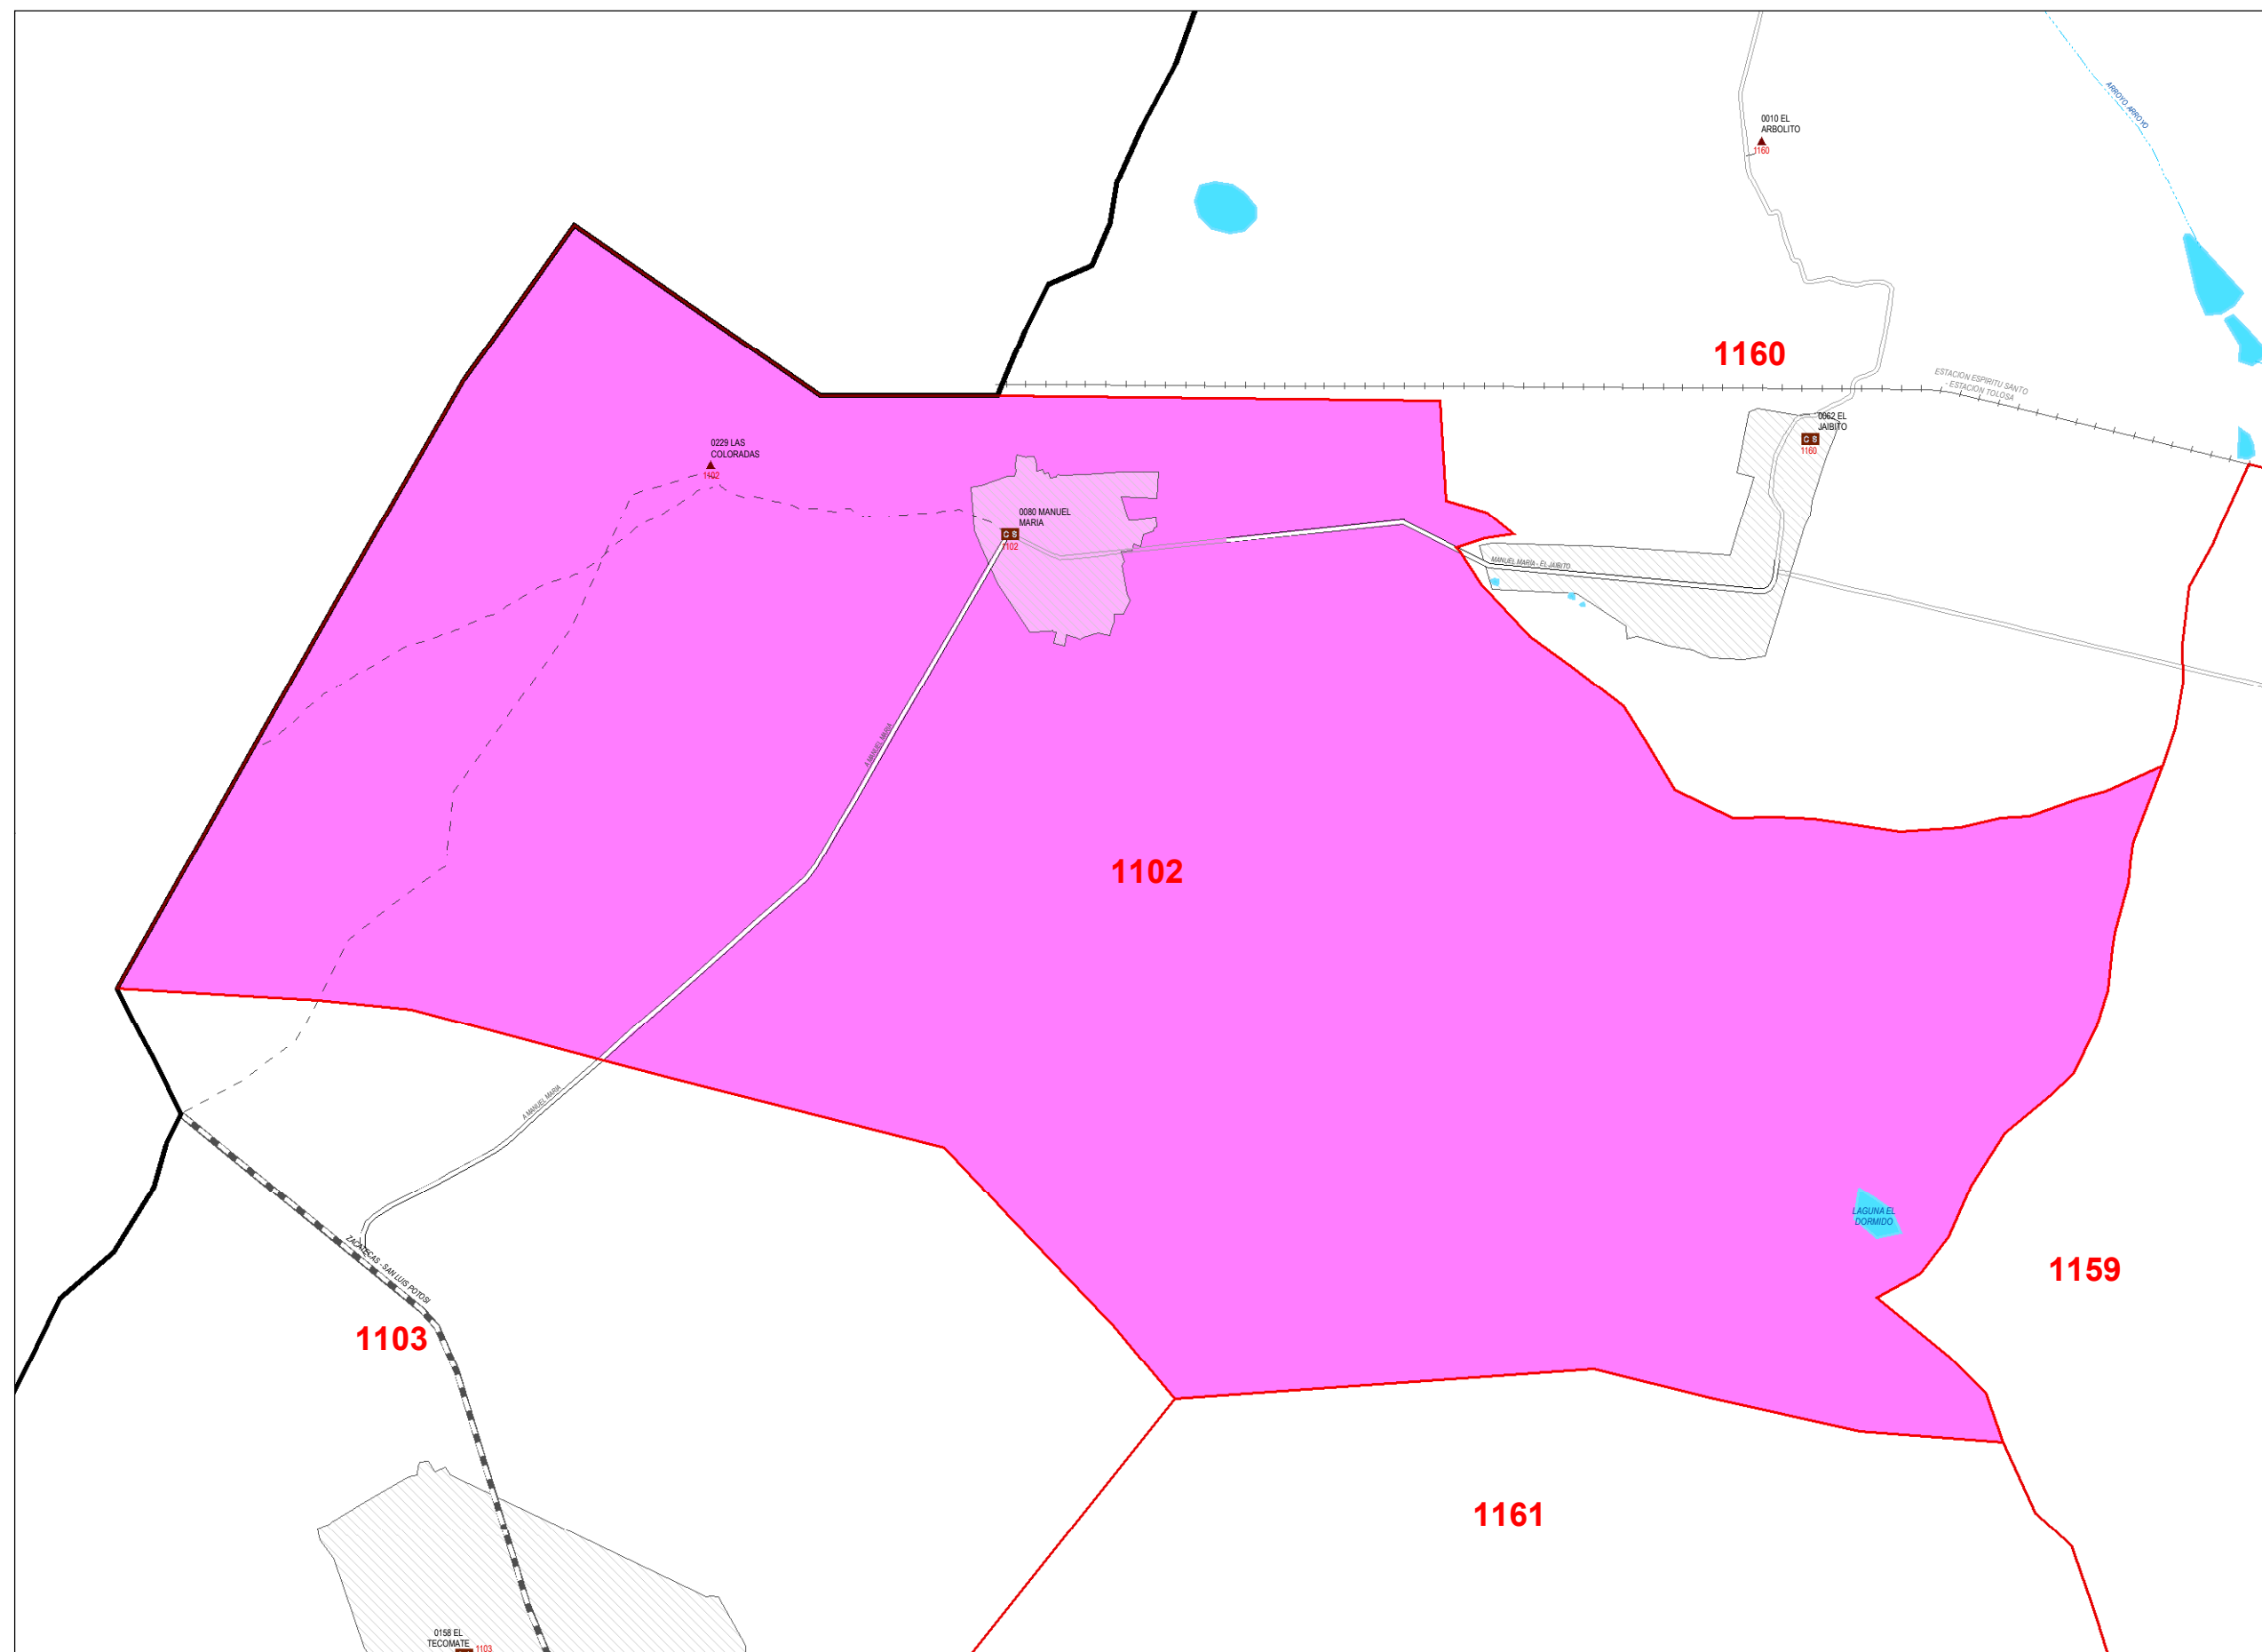 ARROYO ARROYO
0010 EL
ARBOLITO
1160
1160
ESTACION ESPIRITU SANTO
- ESTACION TOLOSA
0062 EL
JAIBITO
C S
1160
0229 LAS
COLORADAS
1102
0080 MANUEL
MARIA
C S
1102
MANUEL MARÍA - EL JAIBITO
A MANUEL MARIA
1102
A MANUEL MARIA
LAGUNA EL
DORMIDO
1159
ZACATECAS - SAN LUIS POTOSI
1103
1161
0158 EL
TECOMATE
1103